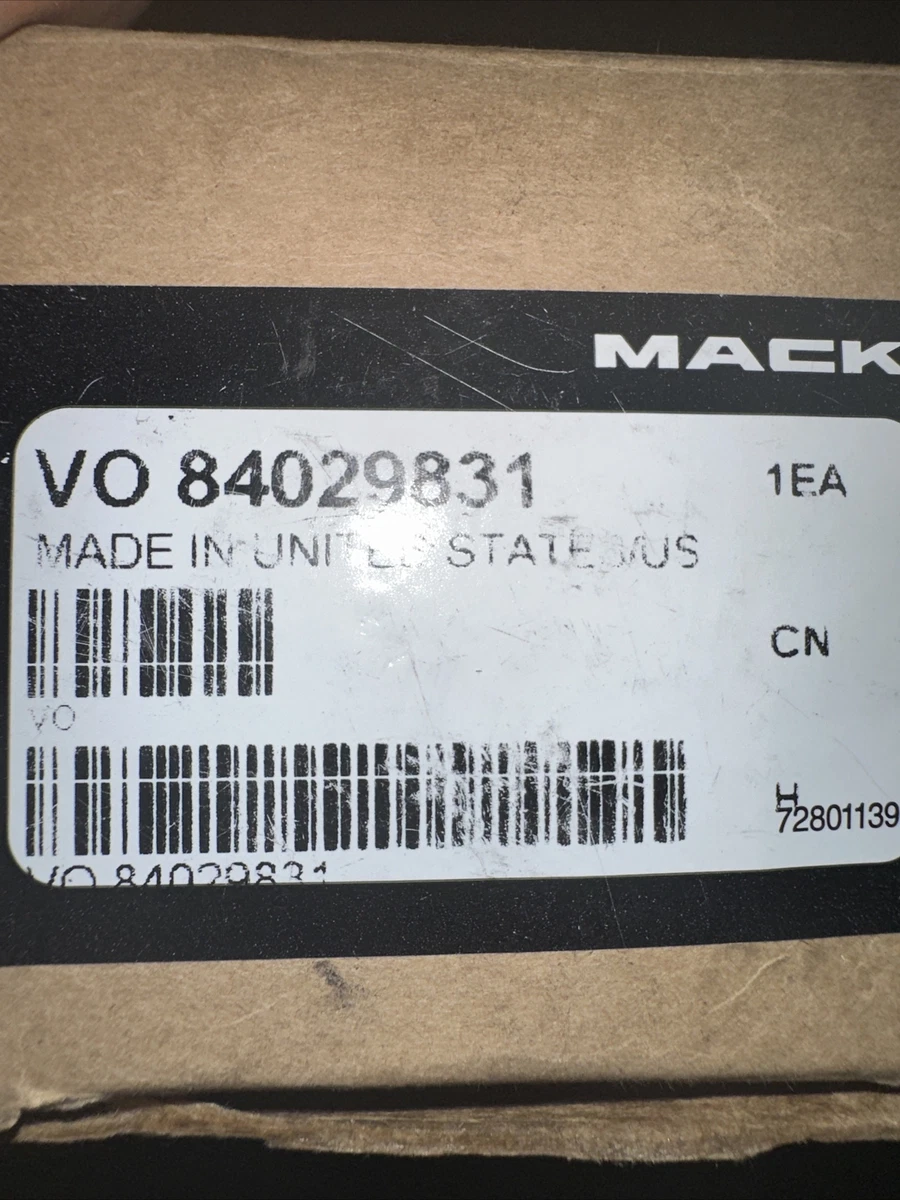 MACK
VO 84029831
1EA
MADE IN UNITED STATES/US
CN
VO
H
72801139
VO 84029831